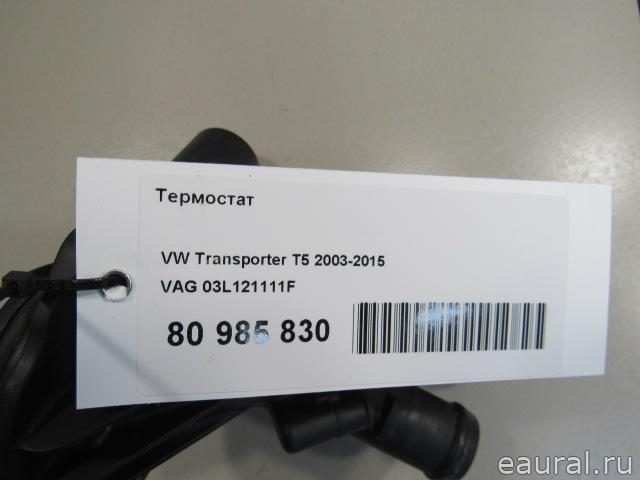 Термостат
VW Transporter T5 2003-2015
VAG 03L121111F
80 985 830
eaural.ru